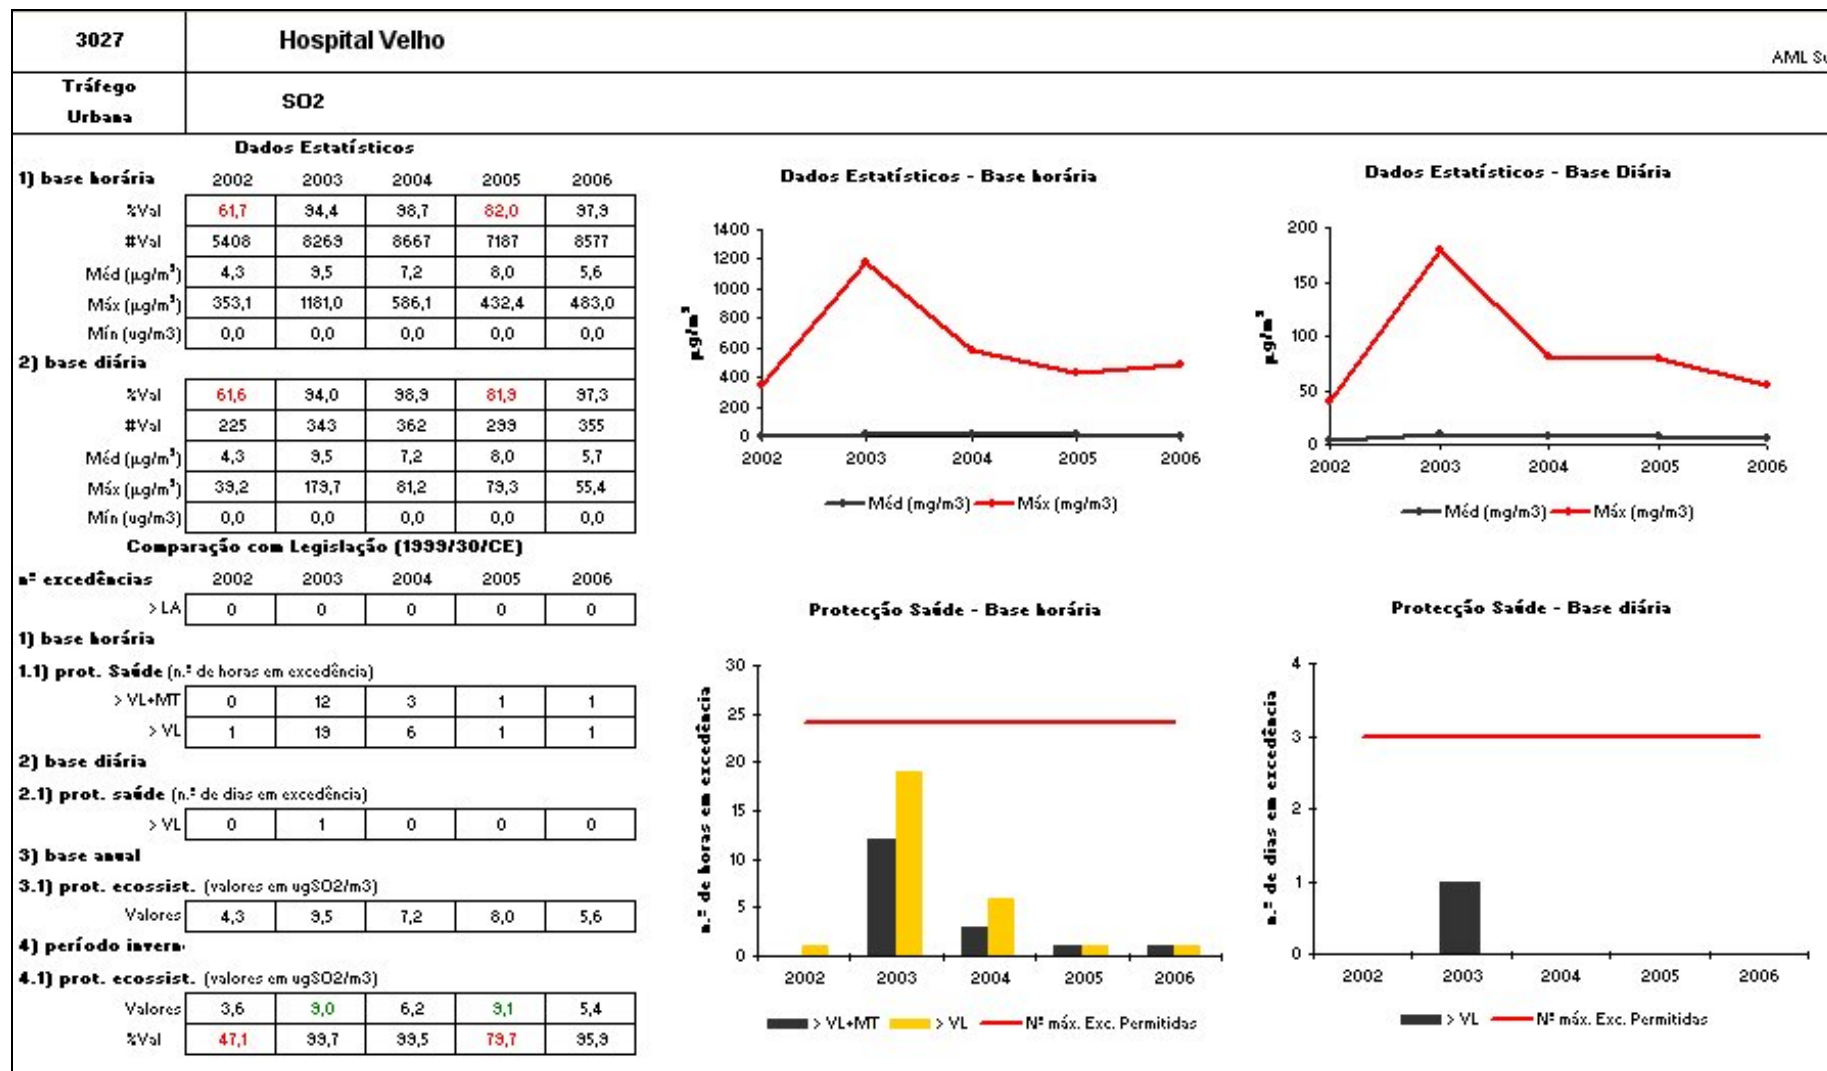 3027 Hospital Velho
AML Su
Tráfego
Urbana
SO2
Dados Estatísticos
1) base horária 2002 2003 2004 2005 2006
%Val 61,7 94,4 98,7 82,0 97,9
#Val 5408 8269 8667 7187 8577
Méd (µg/m³) 4,3 9,5 7,2 8,0 5,6
Máx (µg/m³) 353,1 1181,0 586,1 432,4 483,0
Mín (ug/m3) 0,0 0,0 0,0 0,0 0,0
2) base diária
%Val 61,6 94,0 98,9 81,9 97,3
#Val 225 343 362 299 355
Méd (µg/m³) 4,3 9,5 7,2 8,0 5,7
Máx (µg/m³) 39,2 179,7 81,2 79,3 55,4
Mín (ug/m3) 0,0 0,0 0,0 0,0 0,0
Comparação com Legislação (1999/30/CE)
nº excedências 2002 2003 2004 2005 2006
> LA 0 0 0 0 0
1) base horária
1.1) prot. Saúde (n.º de horas em excedência)
> VL+MT 0 12 3 1 1
> VL 1 19 6 1 1
2) base diária
2.1) prot. saúde (n.º de dias em excedência)
> VL 0 1 0 0 0
3) base anual
3.1) prot. ecossist. (valores em ugSO2/m3)
Valores 4,3 9,5 7,2 8,0 5,6
4) período invern
4.1) prot. ecossist. (valores em ugSO2/m3)
Valores 3,6 9,0 6,2 9,1 5,4
%Val 47,1 99,7 99,5 79,7 95,9
Dados Estatísticos - Base horária
µg/m³
1400
1200
1000
800
600
400
200
0
2002 2003 2004 2005 2006
Méd (mg/m3) Máx (mg/m3)
Dados Estatísticos - Base Diária
µg/m³
200
150
100
50
0
2002 2003 2004 2005 2006
Méd (mg/m3) Máx (mg/m3)
Protecção Saúde - Base horária
n.º de horas em excedência
30
25
20
15
10
5
0
2002 2003 2004 2005 2006
> VL+MT > VL Nº máx. Exc. Permitidas
Protecção Saúde - Base diária
n.º de dias em excedência
4
3
2
1
0
2002 2003 2004 2005 2006
> VL Nº máx. Exc. Permitidas